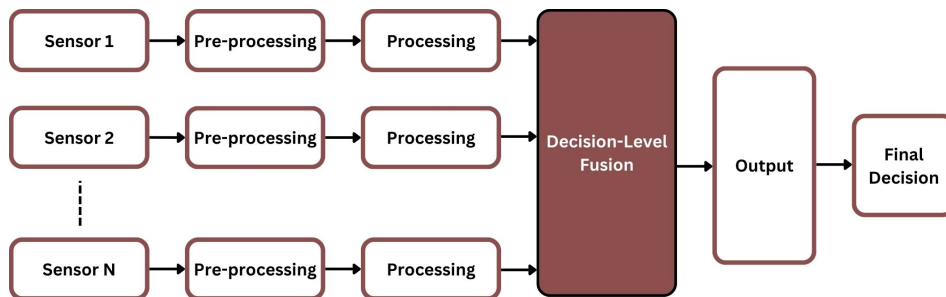 Sensor 1
Pre-processing
Processing
Sensor 2
Pre-processing
Processing
Decision-Level
Fusion
Output
Final
Decision
Sensor N
Pre-processing
Processing